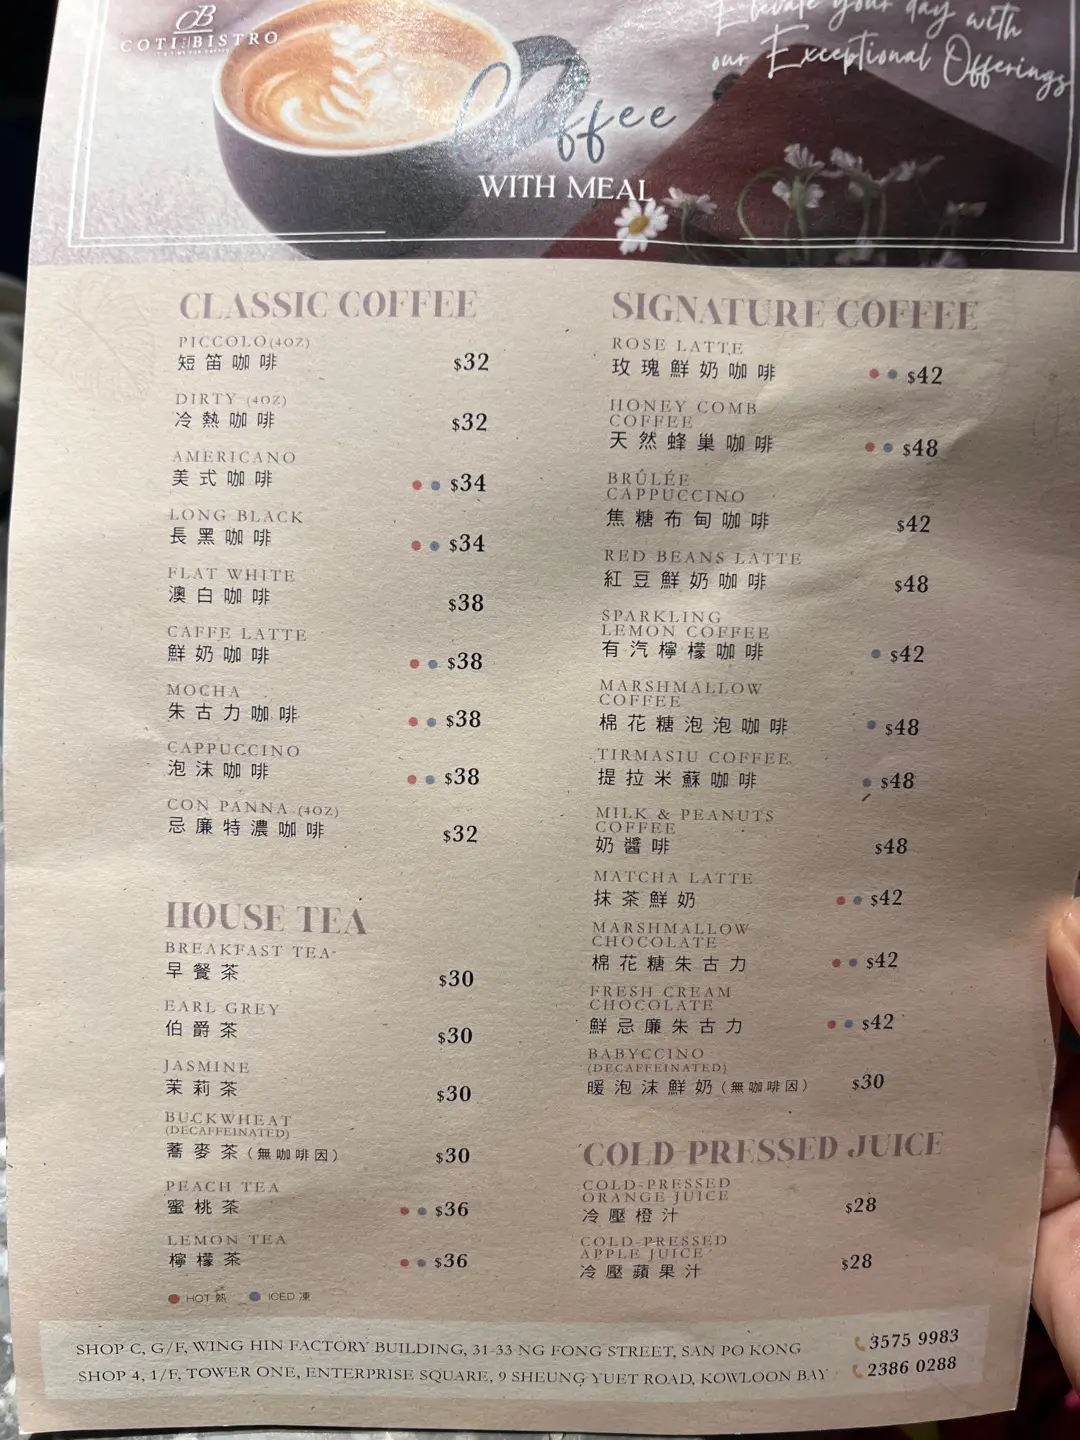 CB
COTI BISTRO
Elevate your day with
our Exceptional Offerings
Coffee
WITH MEAL
CLASSIC COFFEE
PICCOLO(4OZ)
短笛咖啡
$32
DIRTY (4OZ)
冷熱咖啡
$32
AMERICANO
美式咖啡
$34
LONG BLACK
長黑咖啡
$34
FLAT WHITE
澳白咖啡
$38
CAFFE LATTE
鮮奶咖啡
$38
MOCHA
朱古力咖啡
$38
CAPPUCCINO
泡沫咖啡
$38
CON PANNA (4OZ)
忌廉特濃咖啡
$32
HOUSE TEA
BREAKFAST TEA
早餐茶
$30
EARL GREY
伯爵茶
$30
JASMINE
茉莉茶
$30
BUCKWHEAT
(DECAFFEINATED)
蕎麥茶(無咖啡因)
$30
PEACH TEA
蜜桃茶
$36
LEMON TEA
檸檬茶
$36
HOT 熱 ICED 凍
SIGNATURE COFFEE
ROSE LATTE
玫瑰鮮奶咖啡
$42
HONEY COMB
COFFEE
天然蜂巢咖啡
$48
BRÛLÉE
CAPPUCCINO
焦糖布甸咖啡
$42
RED BEANS LATTE
紅豆鮮奶咖啡
$48
SPARKLING
LEMON COFFEE
有汽檸檬咖啡
$42
MARSHMALLOW
COFFEE
棉花糖泡泡咖啡
$48
TIRMASIU COFFEE
提拉米蘇咖啡
$48
MILK & PEANUTS
COFFEE
奶醬啡
$48
MATCHA LATTE
抹茶鮮奶
$42
MARSHMALLOW
CHOCOLATE
棉花糖朱古力
$42
FRESH CREAM
CHOCOLATE
鮮忌廉朱古力
$42
BABYCCINO
(DECAFFEINATED)
暖泡沫鮮奶(無咖啡因)
$30
COLD-PRESSED JUICE
COLD-PRESSED
ORANGE JUICE
冷壓橙汁
$28
COLD-PRESSED
APPLE JUICE
冷壓蘋果汁
$28
SHOP C, G/F, WING HIN FACTORY BUILDING, 31-33 NG FONG STREET, SAN PO KONG 3575 9983
SHOP 4, 1/F, TOWER ONE, ENTERPRISE SQUARE, 9 SHEUNG YUET ROAD, KOWLOON BAY 2386 0288